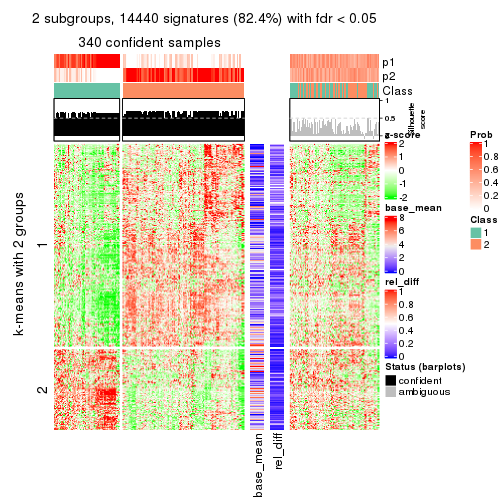 2 subgroups, 14440 signatures (82.4%) with fdr < 0.05
340 confident samples
p1
p2
Class
1
0.5
0
Silhouette
score
k-means with 2 groups
1
2
base_mean
rel_diff
z-score
2
1
0
-1
-2
base_mean
8
6
4
2
0
rel_diff
1
0.8
0.6
0.4
0.2
0
Status (barplots)
confident
ambiguous
Prob
1
0.8
0.6
0.4
0.2
0
Class
1
2